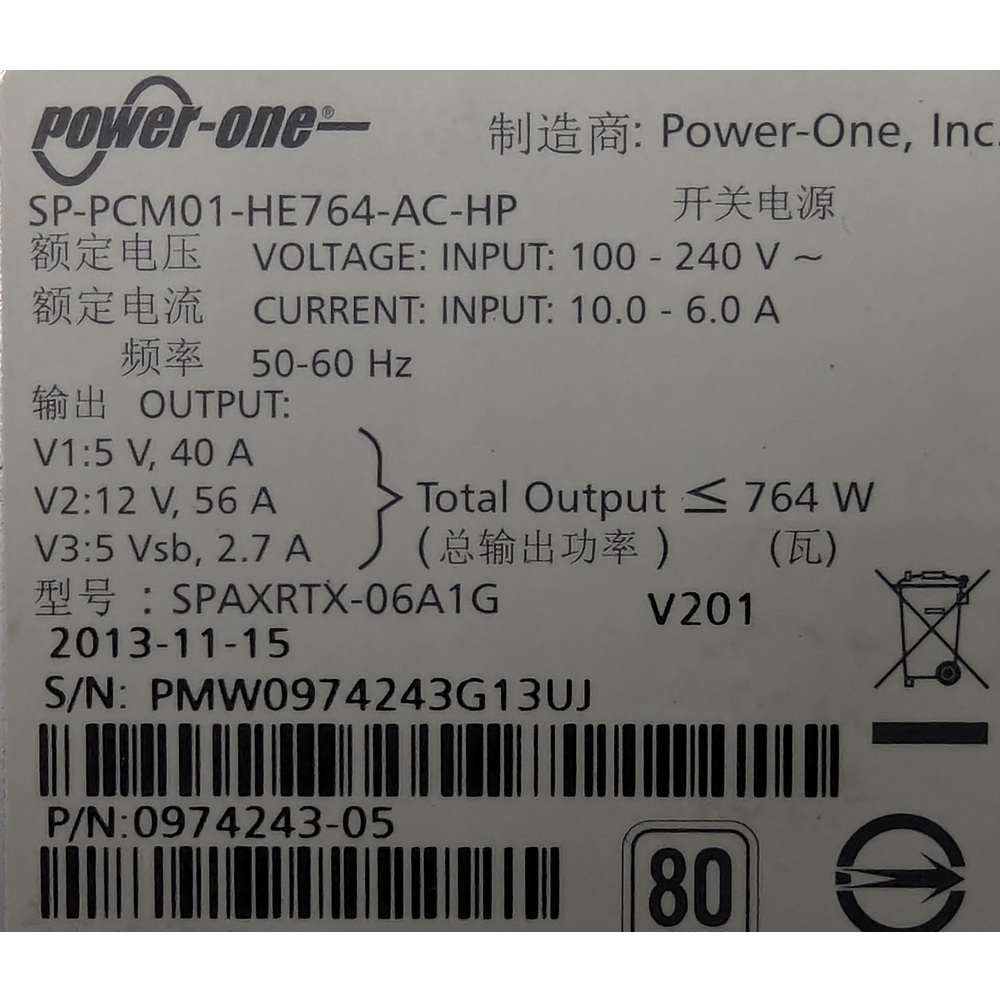 power-one®
制造商: Power-One, Inc.
SP-PCM01-HE764-AC-HP 开关电源
额定电压 VOLTAGE: INPUT: 100 - 240 V ~
额定电流 CURRENT: INPUT: 10.0 - 6.0 A
频率 50-60 Hz
输出 OUTPUT:
V1:5 V, 40 A
V2:12 V, 56 A
Total Output ≤ 764 W
V3:5 Vsb, 2.7 A
(总输出功率) (瓦)
型号 : SPAXRTX-06A1G
V201
2013-11-15
S/N: PMW0974243G13UJ
P/N:0974243-05
80